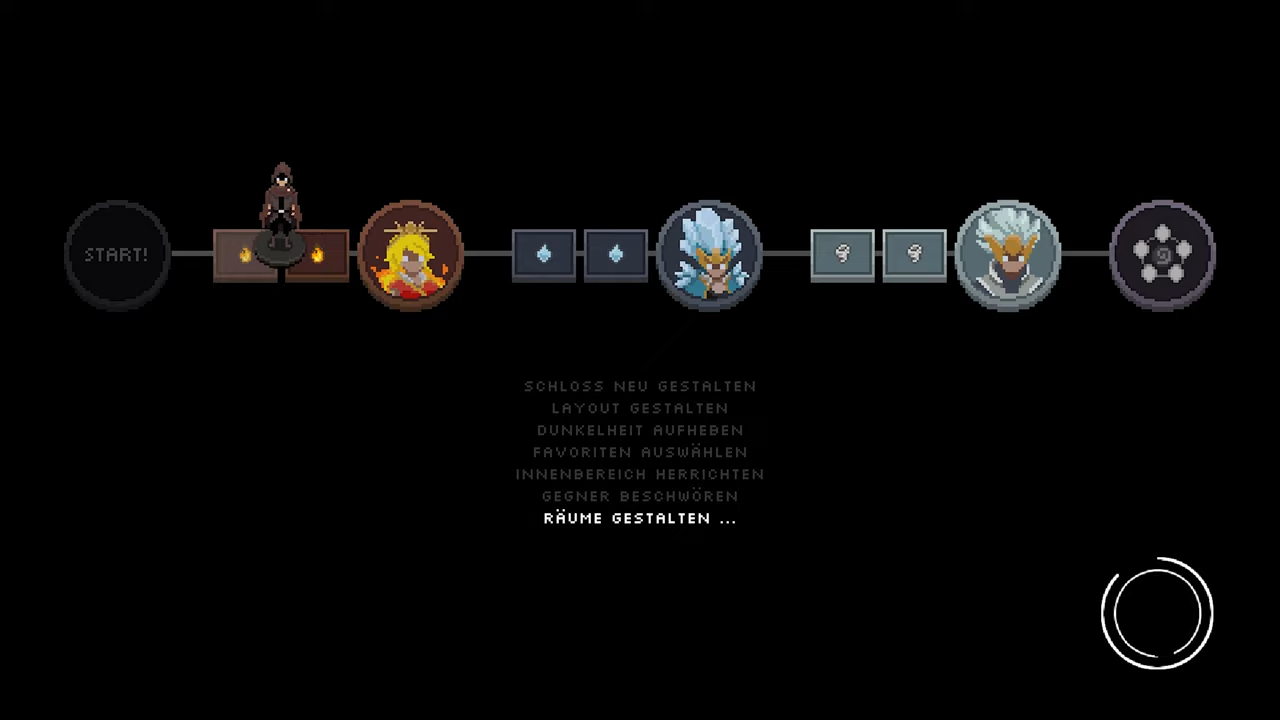 START!
SCHLOSS NEU GESTALTEN
LAYOUT GESTALTEN
DUNKELHEIT AUFHEBEN
FAVORITEN AUSWÄHLEN
INNENBEREICH HERRICHTEN
GEGNER BESCHWÖREN
RÄUME GESTALTEN ...